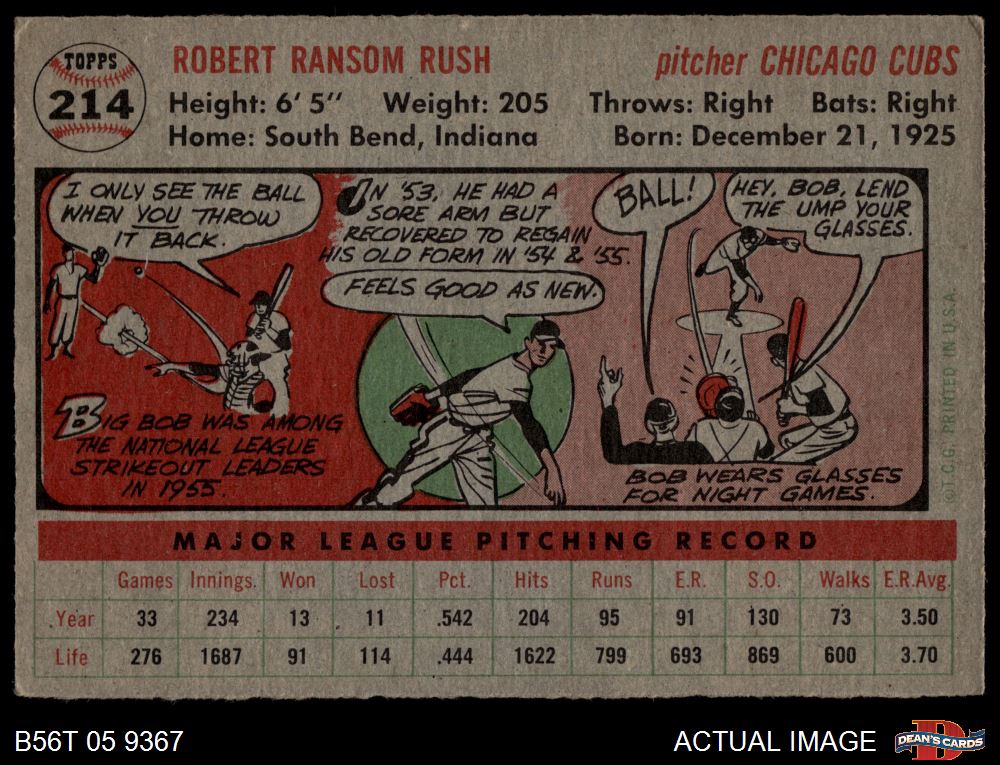 TOPPS
214
ROBERT RANSOM RUSH
pitcher CHICAGO CUBS
Height: 6' 5" Weight: 205 Throws: Right Bats: Right
Home: South Bend, Indiana Born: December 21, 1925
I ONLY SEE THE BALL
WHEN YOU THROW
IT BACK.
BIG BOB WAS AMONG
THE NATIONAL LEAGUE
STRIKEOUT LEADERS
IN 1955.
IN '53, HE HAD A
SORE ARM BUT
RECOVERED TO REGAIN
HIS OLD FORM IN '54 & '55.
FEELS GOOD AS NEW.
BALL!
HEY, BOB, LEND
THE UMP YOUR
GLASSES.
BOB WEARS GLASSES
FOR NIGHT GAMES.
©T.C.G. PRINTED IN U.S.A.
MAJOR LEAGUE PITCHING RECORD
Games Innings. Won Lost Pct. Hits Runs E.R. S.O. Walks E.R.Avg.
Year 33 234 13 11 .542 204 95 91 130 73 3.50
Life 276 1687 91 114 .444 1622 799 693 869 600 3.70
B56T 05 9367
ACTUAL IMAGE
DEAN'S CARDS